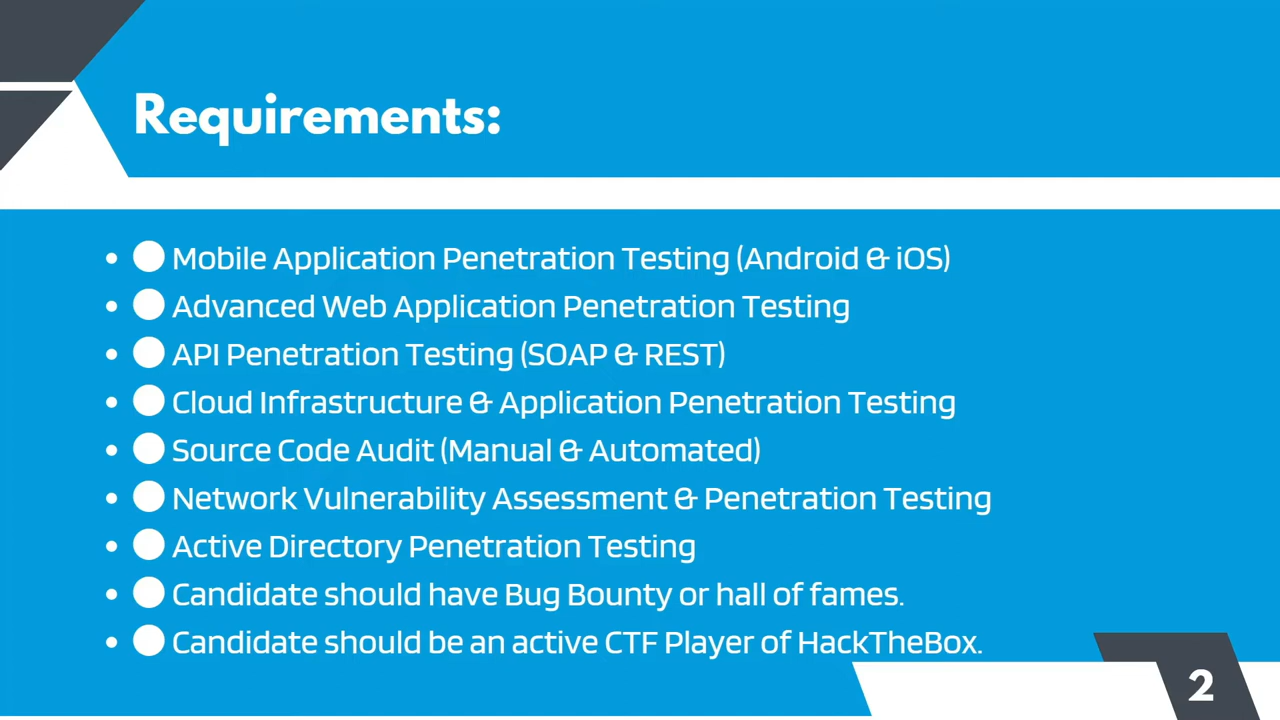 Requirements:
• Mobile Application Penetration Testing (Android & iOS)
• Advanced Web Application Penetration Testing
• API Penetration Testing (SOAP & REST)
• Cloud Infrastructure & Application Penetration Testing
• Source Code Audit (Manual & Automated)
• Network Vulnerability Assessment & Penetration Testing
• Active Directory Penetration Testing
• Candidate should have Bug Bounty or hall of fames.
• Candidate should be an active CTF Player of HackTheBox.
2